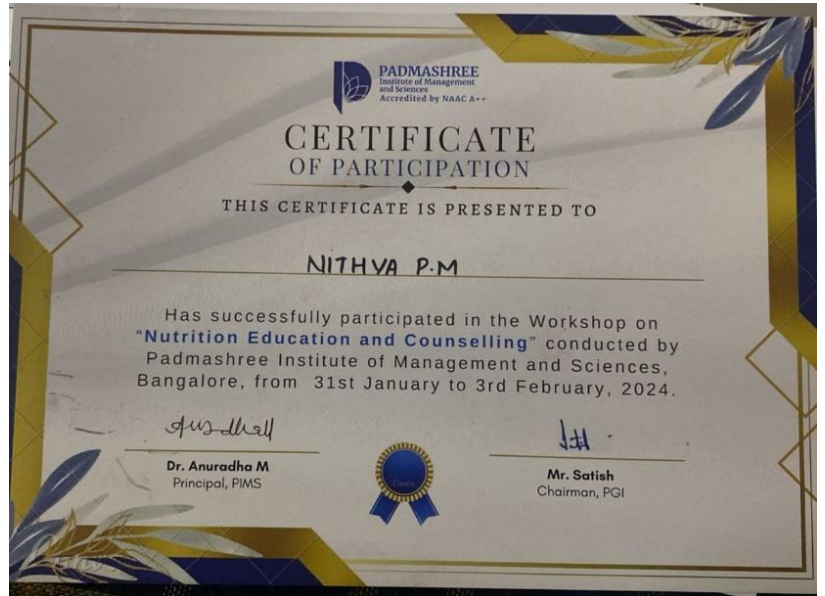 PADMASHREE
Institute of Management
and Sciences
Accredited by NAAC A++
CERTIFICATE
OF PARTICIPATION
THIS CERTIFICATE IS PRESENTED TO
NITHYA P.M
Has successfully participated in the Workshop on
"Nutrition Education and Counselling" conducted by
Padmashree Institute of Management and Sciences,
Bangalore, from 31st January to 3rd February, 2024.
Dr. Anuradha M
Principal, PIMS
Mr. Satish
Chairman, PGI